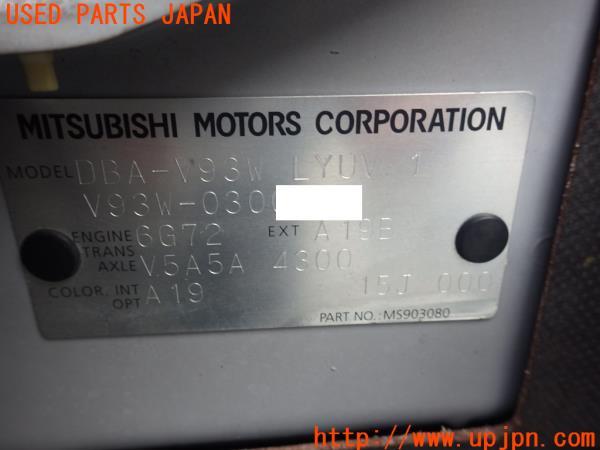 USED PARTS JAPAN
MITSUBISHI MOTORS CORPORATION
MODEL DBA-V93W LYUV 1
V93W-030
ENGINE 6G72 EXT A19B
TRANS AXLE V5A5A 4300
COLOR, INT OPT A19 15J 000
PART NO.:MS903080
UPJ http://www.upjpn.com